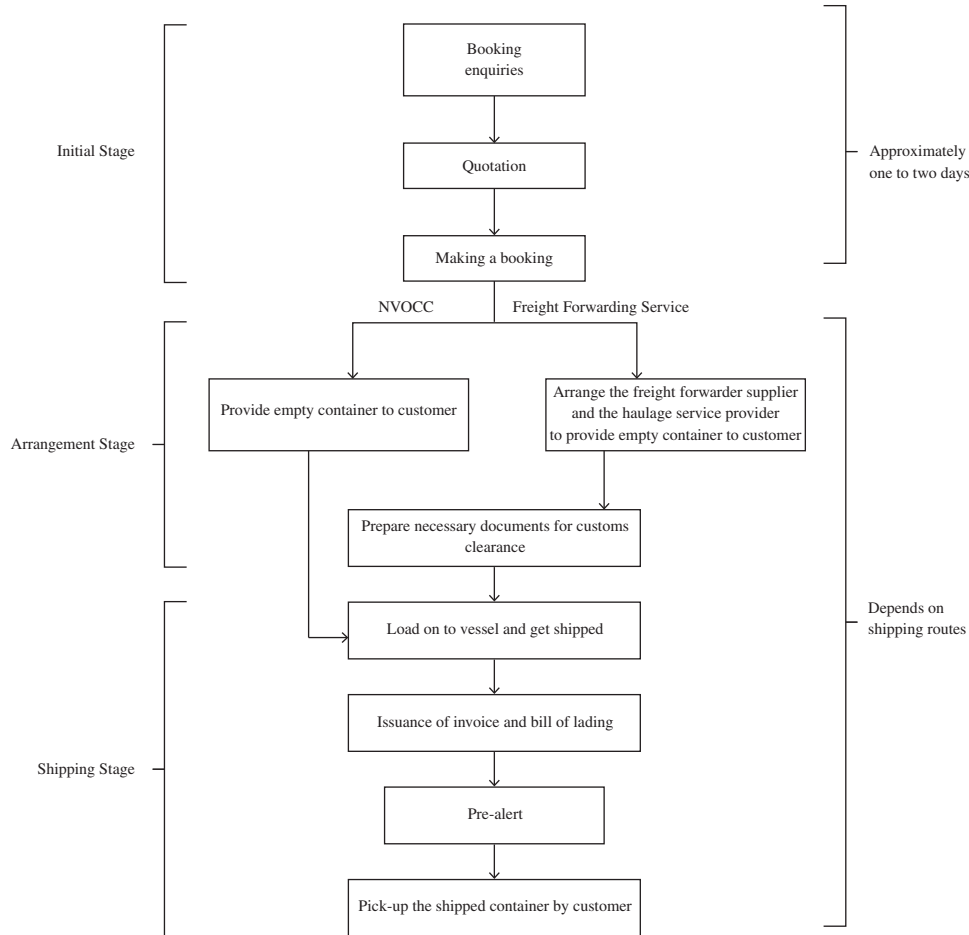 Booking
enquiries
Initial Stage
Quotation
Approximately
one to two days
Making a booking
NVOCC
Freight Forwarding Service
Arrangement Stage
Provide empty container to customer
Arrange the freight forwarder supplier
and the haulage service provider
to provide empty container to customer
Prepare necessary documents for customs
clearance
Load on to vessel and get shipped
Depends on
shipping routes
Issuance of invoice and bill of lading
Shipping Stage
Pre-alert
Pick-up the shipped container by customer